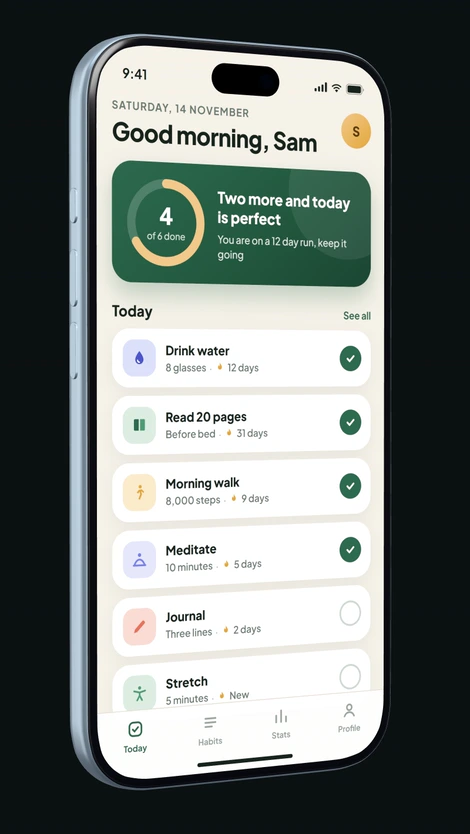 9:41
SATURDAY, 14 NOVEMBER
Good morning, Sam
S
4
of 6 done
Two more and today
is perfect
You are on a 12 day run, keep it
going
Today
See all
Drink water
8 glasses · 12 days
Read 20 pages
Before bed · 31 days
Morning walk
8,000 steps · 9 days
Meditate
10 minutes · 5 days
Journal
Three lines · 2 days
Stretch
5 minutes · New
Today
Habits
Stats
Profile